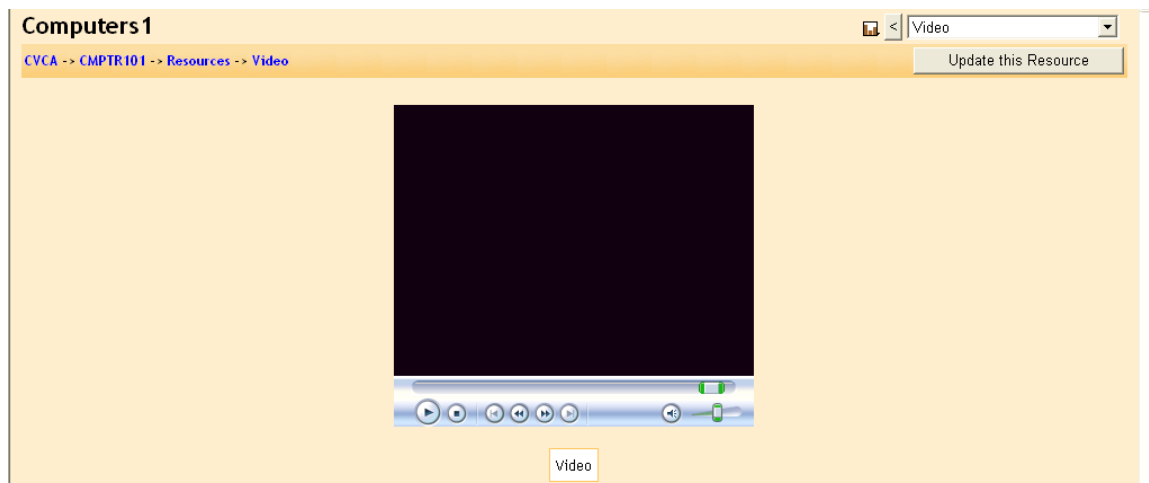 Computers1
< Video
CVCA -> CMPTR101 -> Resources -> Video
Update this Resource
Video